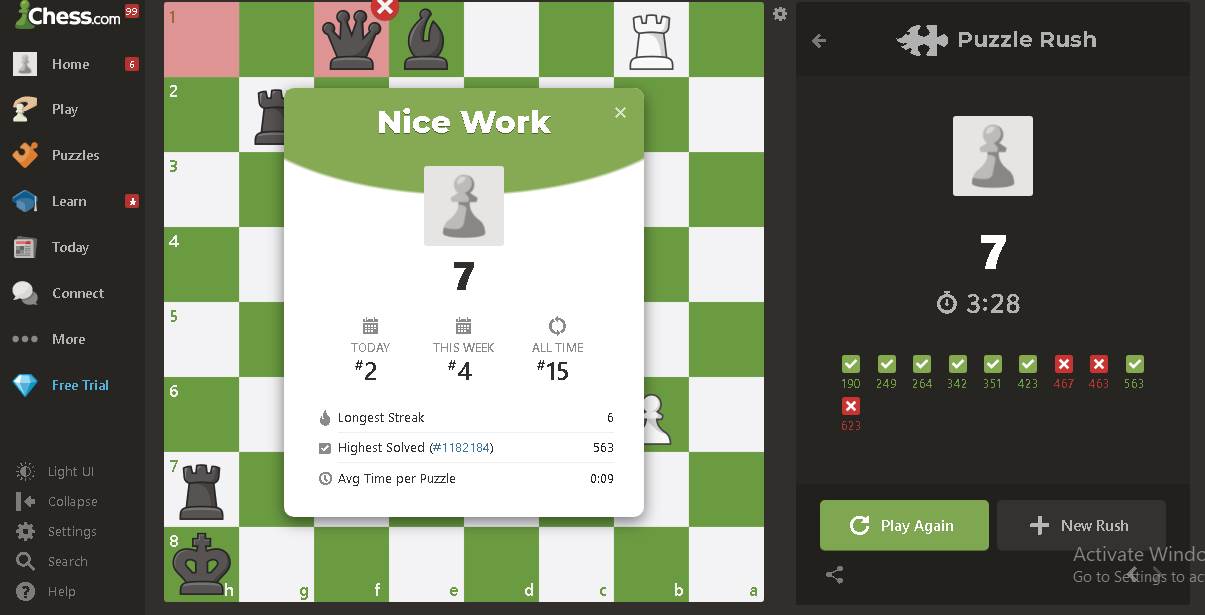 Chess.com 99
Home 6
Play
Puzzles
Learn
Today
Connect
More
Free Trial
Light UI
Collapse
Settings
Search
Help
1
2
3
4
5
6
7
8
h g f e d c b a
Nice Work
×
7
TODAY THIS WEEK ALL TIME
#2 #4 #15
Longest Streak 6
Highest Solved (#1182184) 563
Avg Time per Puzzle 0:09
Puzzle Rush
7
3:28
190 249 264 342 351 423 467 463 563
623
Play Again New Rush
Activate Windo
Go to Settings to ac